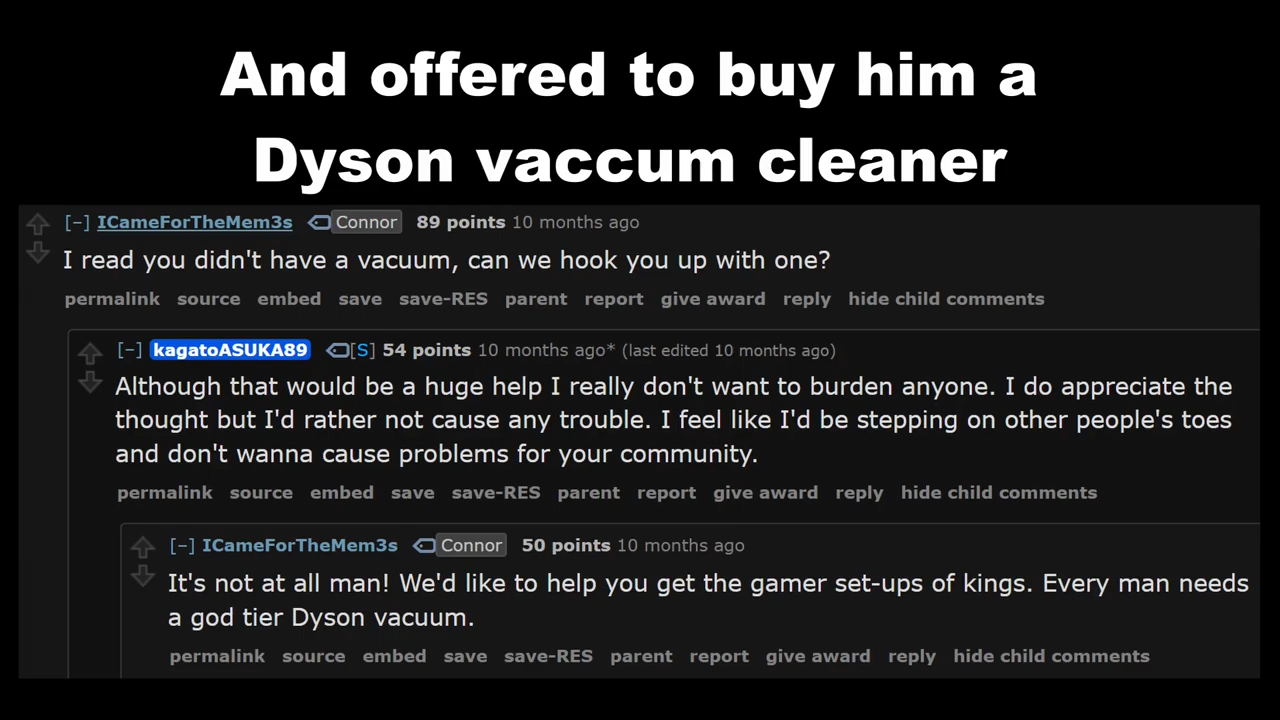 And offered to buy him a
Dyson vaccum cleaner
[−] ICameForTheMem3s Connor 89 points 10 months ago
I read you didn't have a vacuum, can we hook you up with one?
permalink source embed save save-RES parent report give award reply hide child comments
[−] kagatoASUKA89 [S] 54 points 10 months ago* (last edited 10 months ago)
Although that would be a huge help I really don't want to burden anyone. I do appreciate the
thought but I'd rather not cause any trouble. I feel like I'd be stepping on other people's toes
and don't wanna cause problems for your community.
permalink source embed save save-RES parent report give award reply hide child comments
[−] ICameForTheMem3s Connor 50 points 10 months ago
It's not at all man! We'd like to help you get the gamer set-ups of kings. Every man needs
a god tier Dyson vacuum.
permalink source embed save save-RES parent report give award reply hide child comments